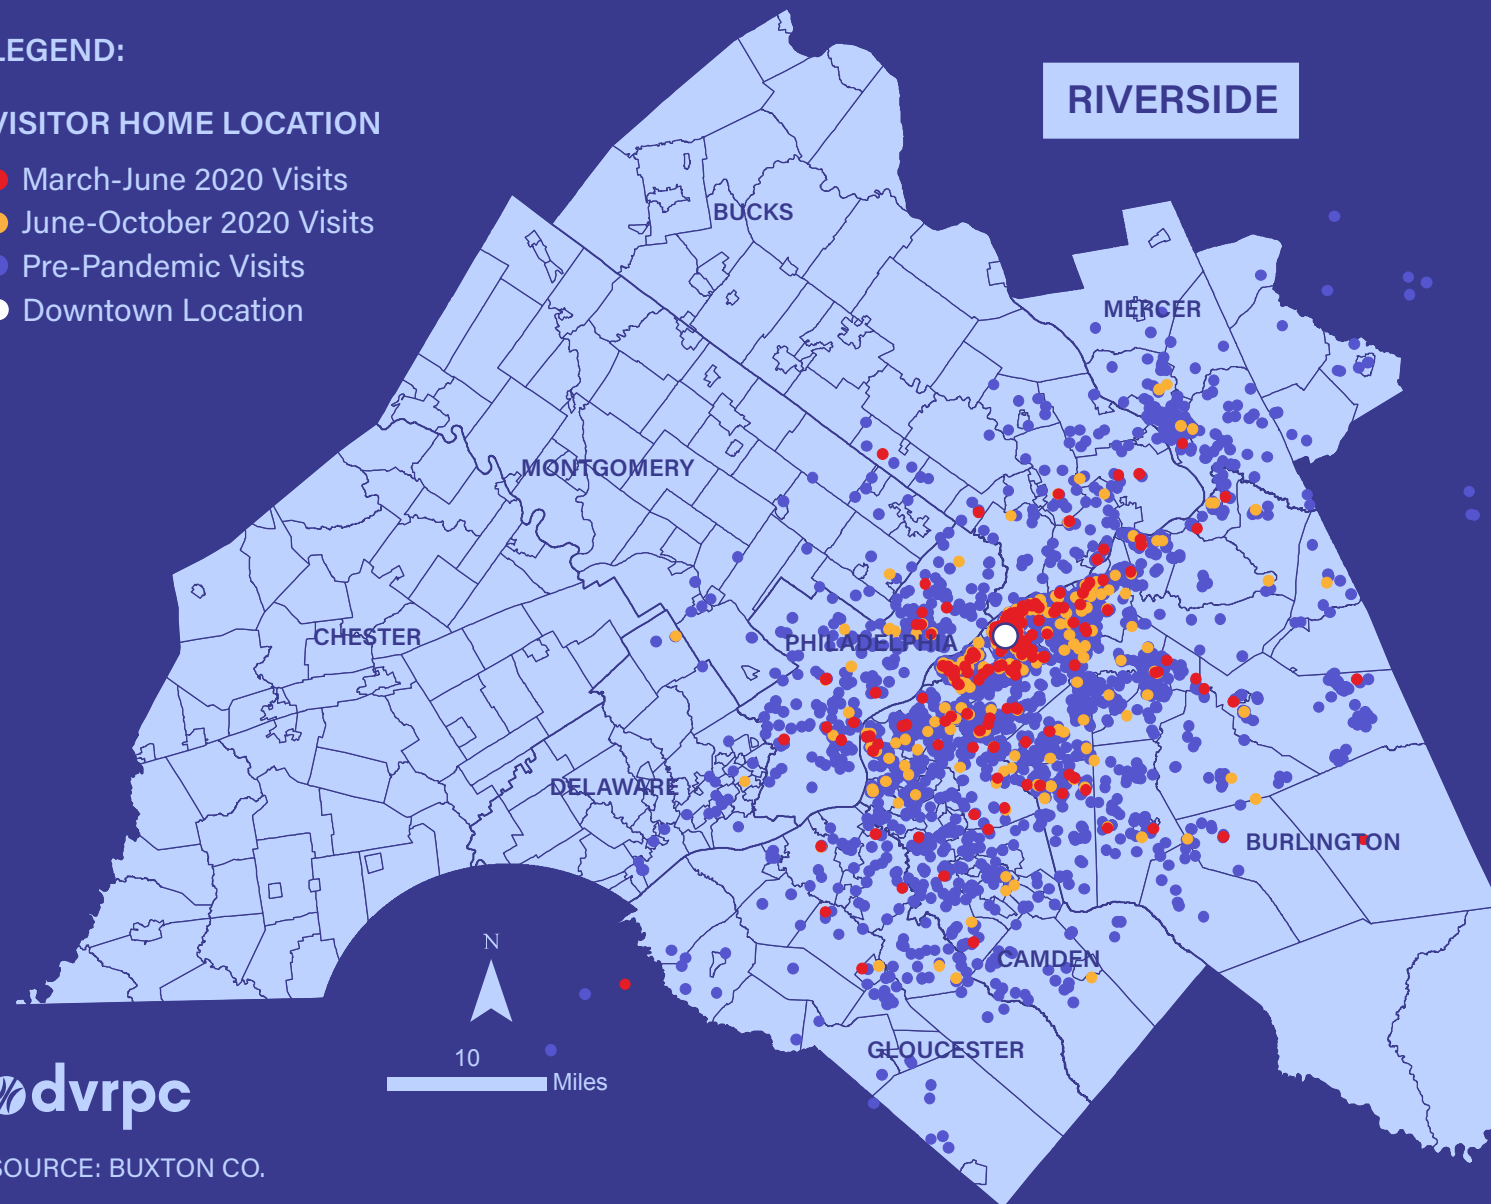 LEGEND:
VISITOR HOME LOCATION
March-June 2020 Visits
June-October 2020 Visits
Pre-Pandemic Visits
Downtown Location
RIVERSIDE
BUCKS
MERCER
MONTGOMERY
CHESTER
PHILADELPHIA
DELAWARE
BURLINGTON
CAMDEN
GLOUCESTER
N
10
Miles
dvrpc
SOURCE: BUXTON CO.